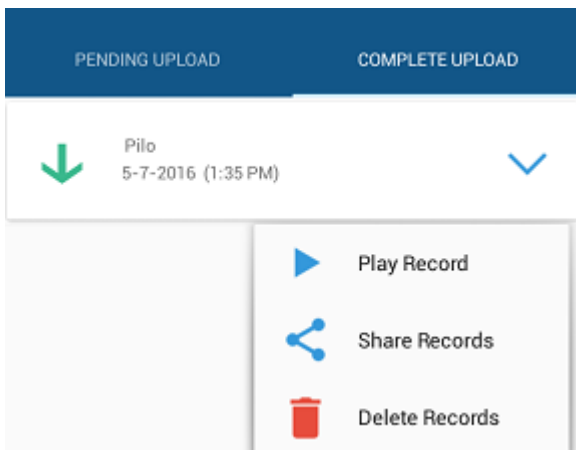 PENDING UPLOAD
COMPLETE UPLOAD
Pilo
5-7-2016 (1:35 PM)
Play Record
Share Records
Delete Records